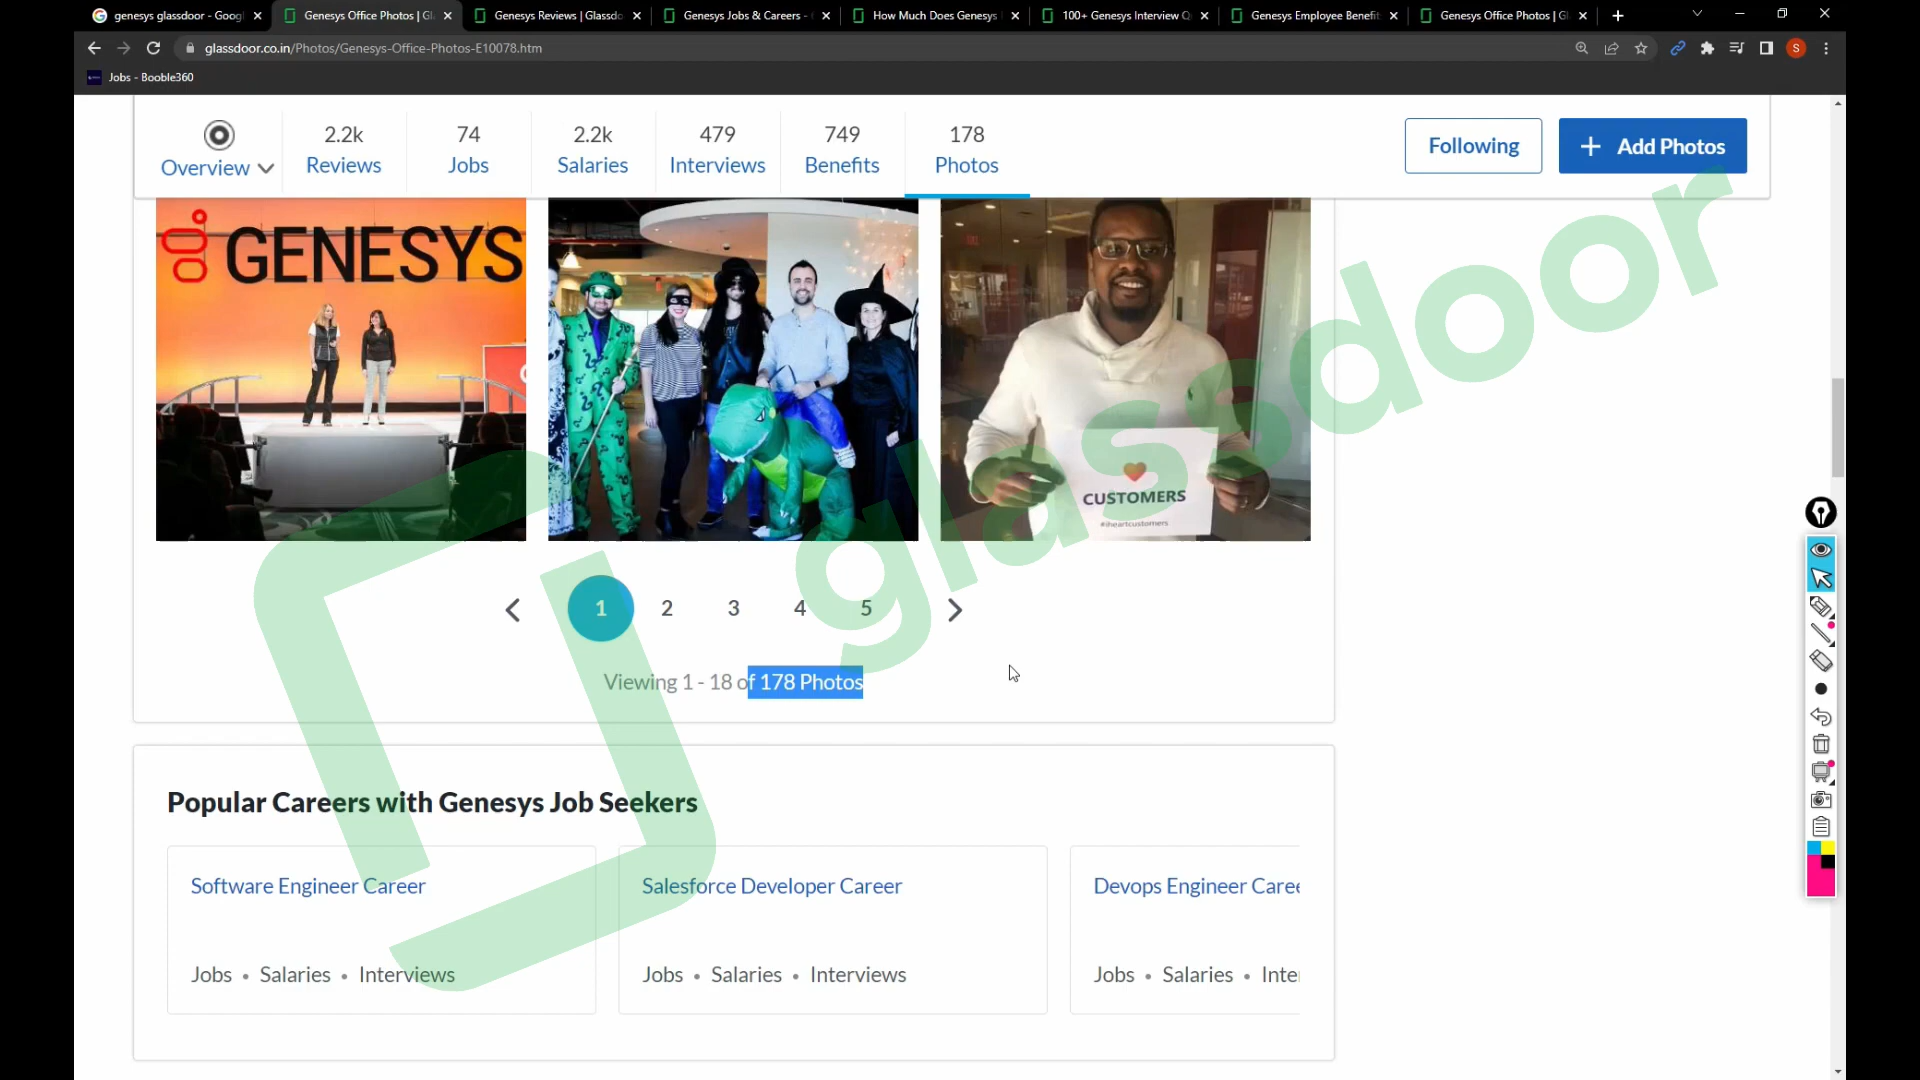 genesys glassdoor - Goog
Genesys Office Photos | Gl
Genesys Reviews | Glassdo
Genesys Jobs & Careers -
How Much Does Genesys
100+ Genesys Interview Q
Genesys Employee Benefit
Genesys Office Photos | Gl
glassdoor.co.in/Photos/Genesys-Office-Photos-E10078.htm
S
Jobs - Booble360
Overview
2.2k
Reviews
74
Jobs
2.2k
Salaries
479
Interviews
749
Benefits
178
Photos
Following
+ Add Photos
GENESYS
CUSTOMERS
#iheartcustomers
glassdoor
1 2 3 4 5
Viewing 1 - 18 of 178 Photos
Popular Careers with Genesys Job Seekers
Software Engineer Career
Jobs • Salaries • Interviews
Salesforce Developer Career
Jobs • Salaries • Interviews
Devops Engineer Caree
Jobs • Salaries • Inte